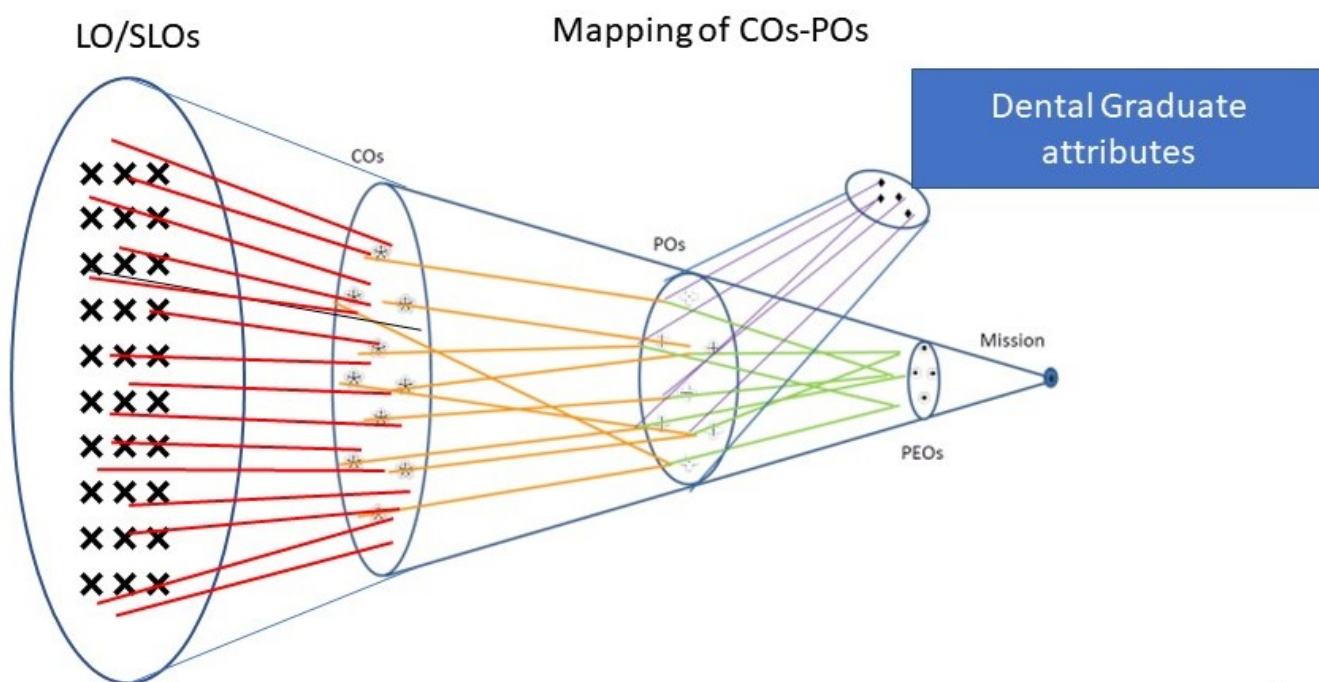 LO/SLOs
Mapping of COs-POs
Dental Graduate
attributes
COs
POs
Mission
PEOs